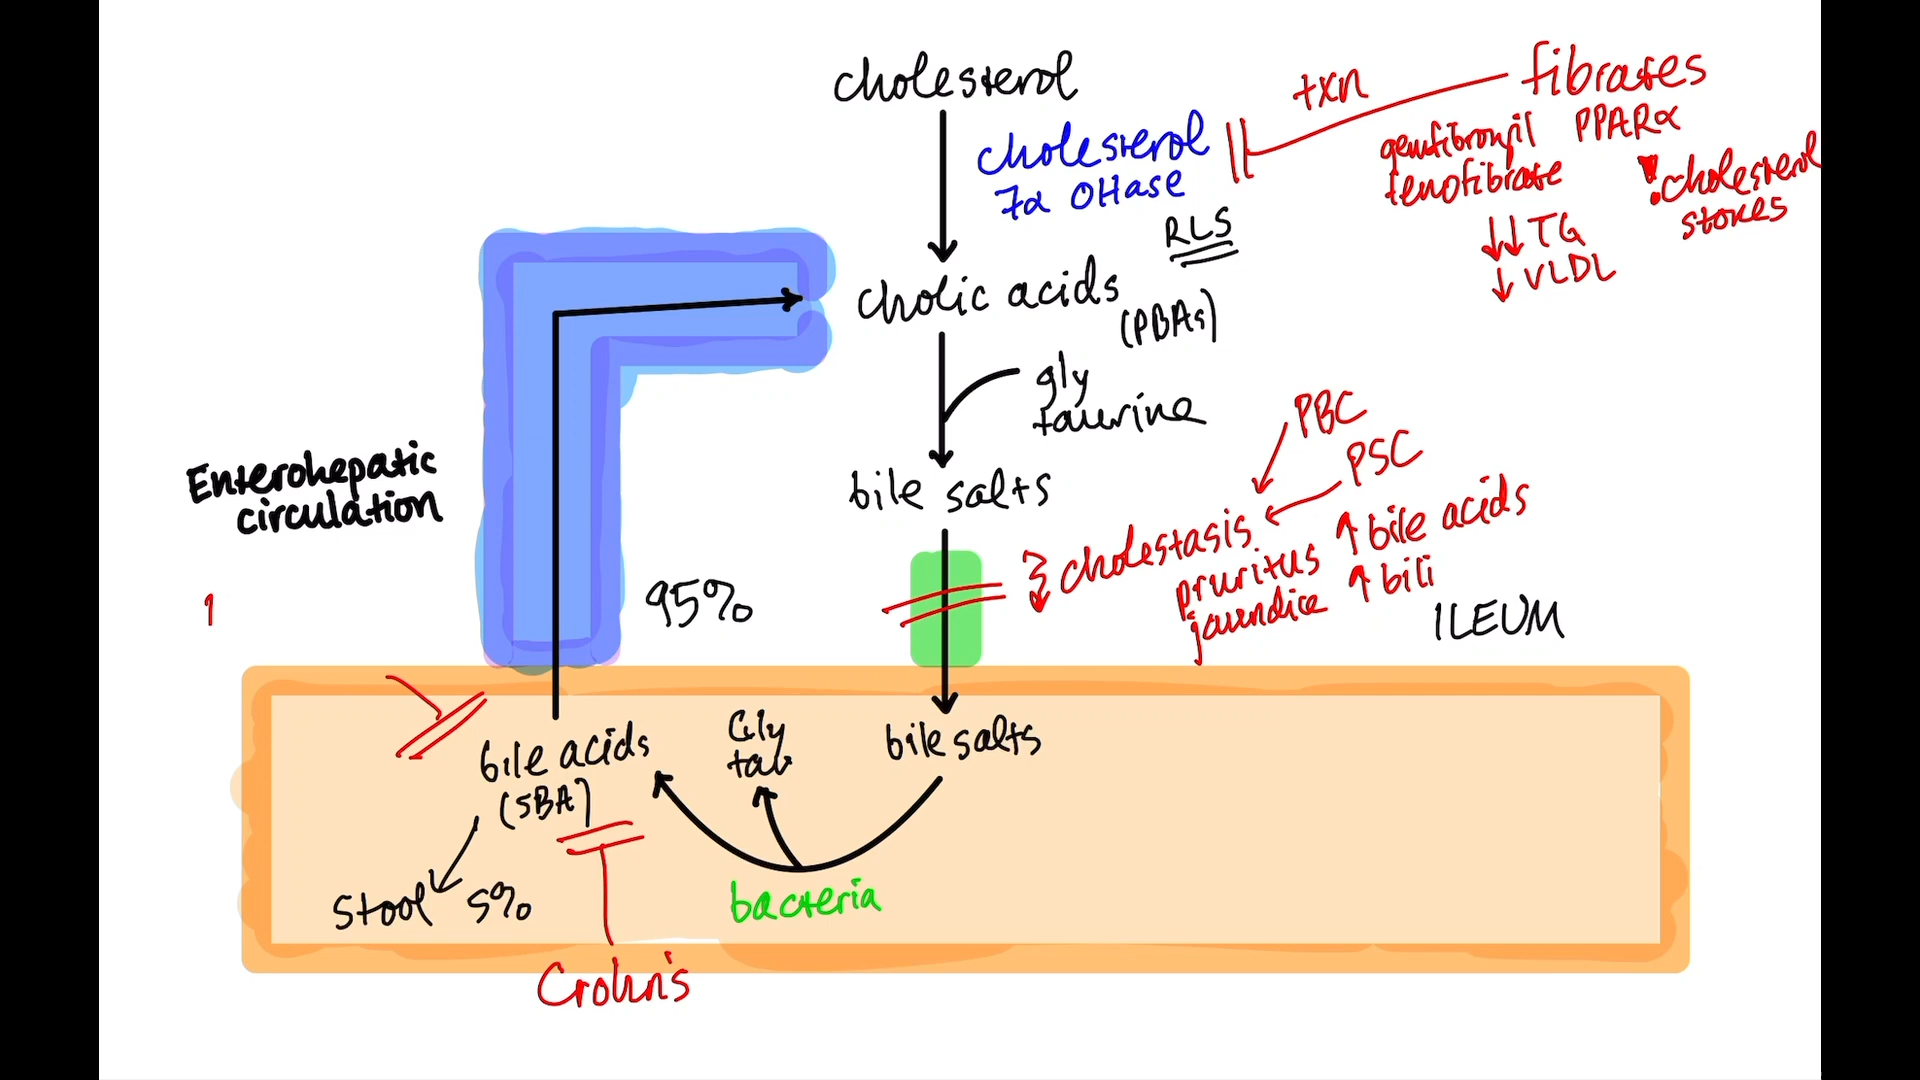 cholesterol
cholesterol
7α OHase
RLS
txn
fibrates
gemfibrozil
fenofibrate
PPARα
↓↓ TG
↓ VLDL
cholesterol
stones
cholic acids
(PBAs)
gly
taurine
bile salts
Enterohepatic
circulation
95%
PBC
PSC
cholestasis
pruritus ↑ bile acids
jaundice ↑ bili
ILEUM
bile acids
(SBA)
Gly
tau
bile salts
stool 5%
bacteria
Crohn's